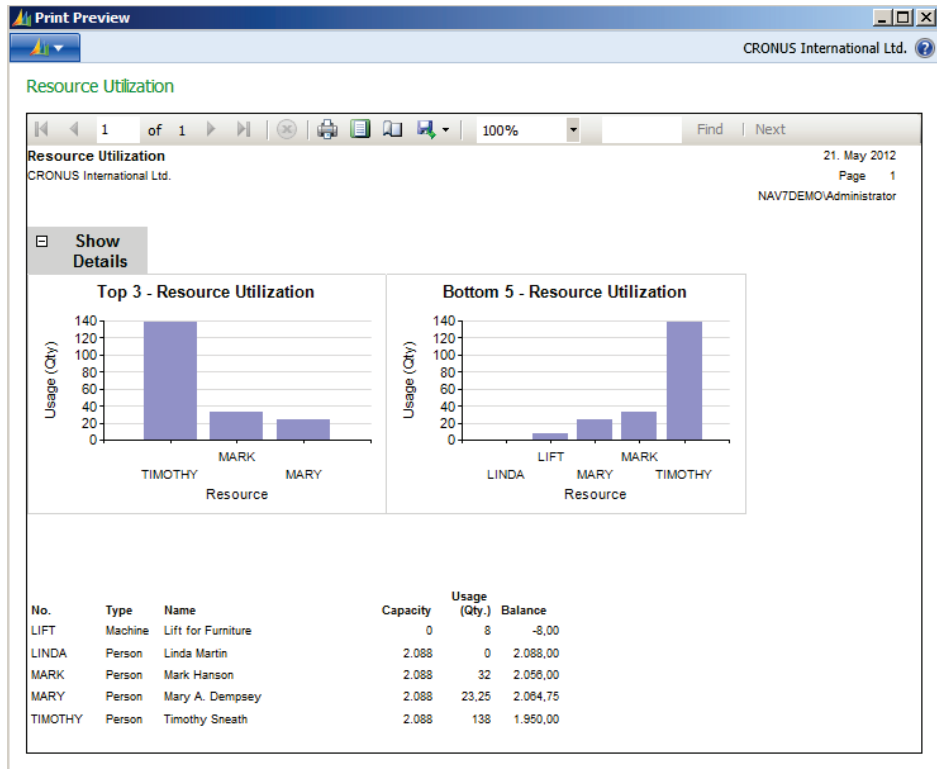 Print Preview
CRONUS International Ltd.
Resource Utilization
1 of 1 100% Find | Next
Resource Utilization 21. May 2012
CRONUS International Ltd. Page 1
NAV7DEMO\Administrator
Show
Details
Top 3 - Resource Utilization
Usage (Qty)
140
120
100
80
60
40
20
0
MARK
TIMOTHY MARY
Resource
Bottom 5 - Resource Utilization
Usage (Qty)
140
120
100
80
60
40
20
0
LIFT MARK
LINDA MARY TIMOTHY
Resource
Usage
No. Type Name Capacity (Qty.) Balance
LIFT Machine Lift for Furniture 0 8 -8,00
LINDA Person Linda Martin 2.088 0 2.088,00
MARK Person Mark Hanson 2.088 32 2.056,00
MARY Person Mary A. Dempsey 2.088 23,25 2.064,75
TIMOTHY Person Timothy Sneath 2.088 138 1.950,00